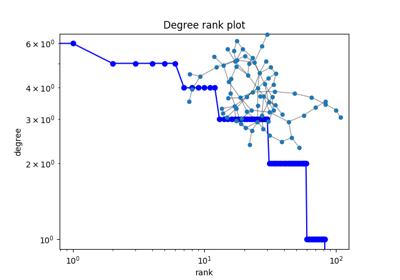 Degree rank plot
6 × 10⁰
4 × 10⁰
3 × 10⁰
2 × 10⁰
10⁰
degree
10⁰
10¹
10²
rank